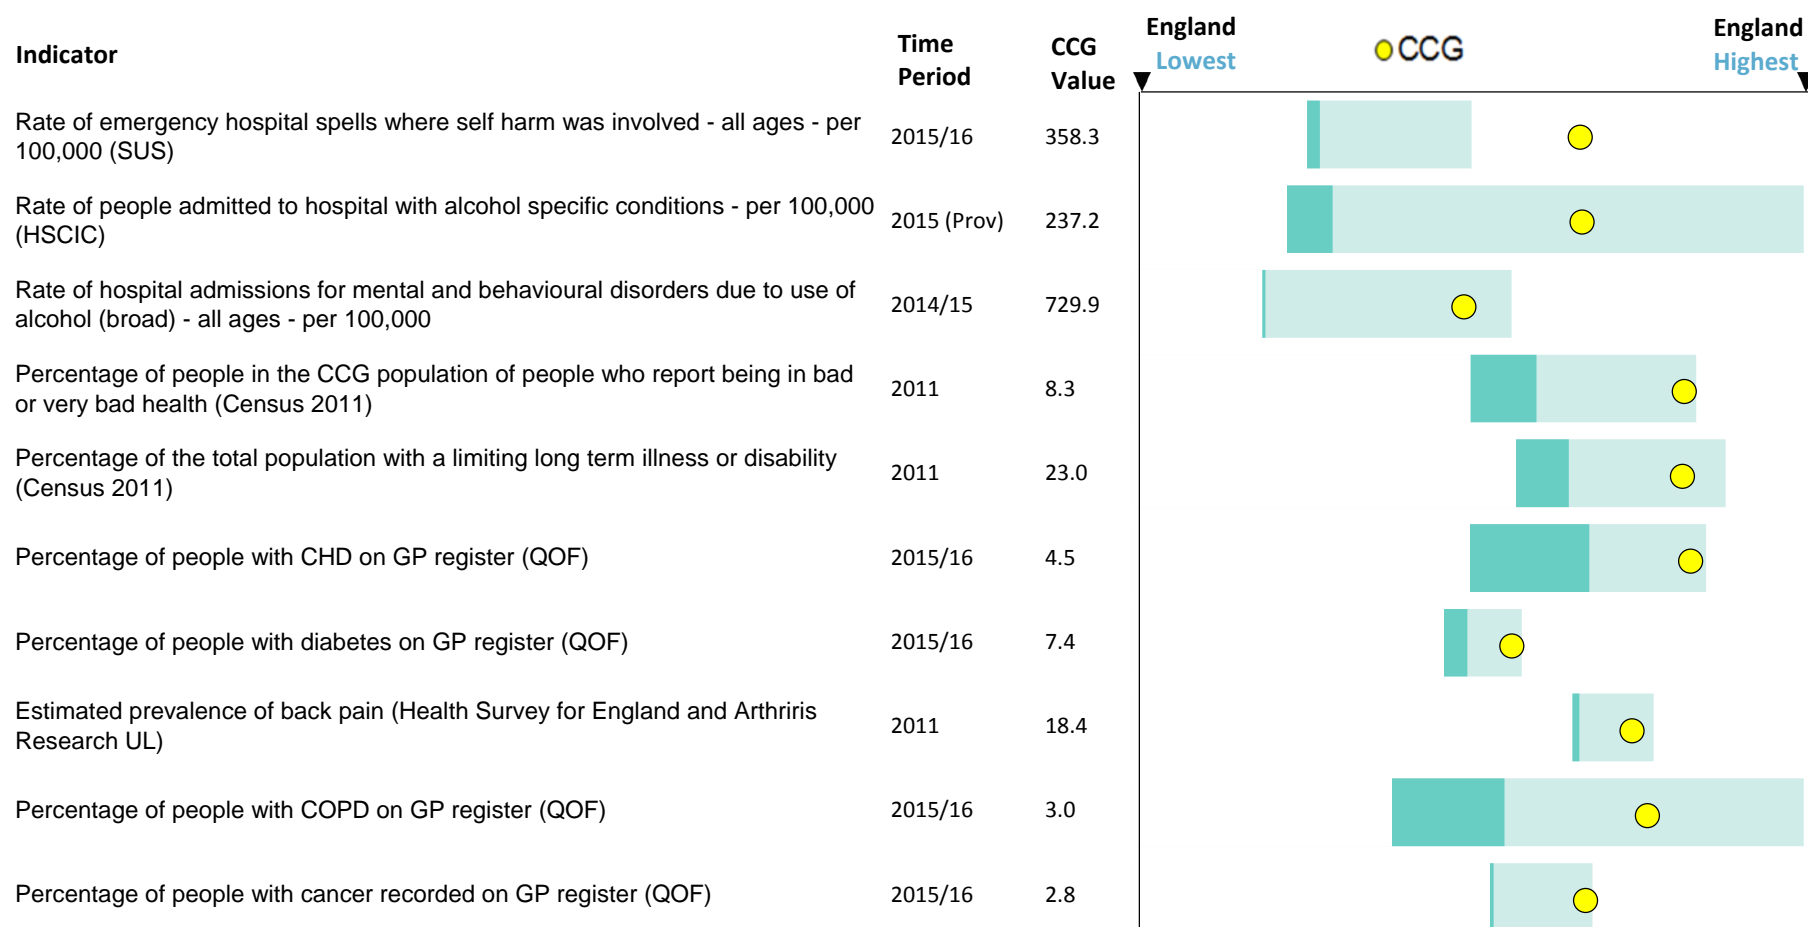 Indicator
Time
Period
CCG
Value
England
Lowest
CCG
England
Highest
Rate of emergency hospital spells where self harm was involved - all ages - per
100,000 (SUS)
2015/16
358.3
Rate of people admitted to hospital with alcohol specific conditions - per 100,000
(HSCIC)
2015 (Prov)
237.2
Rate of hospital admissions for mental and behavioural disorders due to use of
alcohol (broad) - all ages - per 100,000
2014/15
729.9
Percentage of people in the CCG population of people who report being in bad
or very bad health (Census 2011)
2011
8.3
Percentage of the total population with a limiting long term illness or disability
(Census 2011)
2011
23.0
Percentage of people with CHD on GP register (QOF)
2015/16
4.5
Percentage of people with diabetes on GP register (QOF)
2015/16
7.4
Estimated prevalence of back pain (Health Survey for England and Arthriris
Research UL)
2011
18.4
Percentage of people with COPD on GP register (QOF)
2015/16
3.0
Percentage of people with cancer recorded on GP register (QOF)
2015/16
2.8